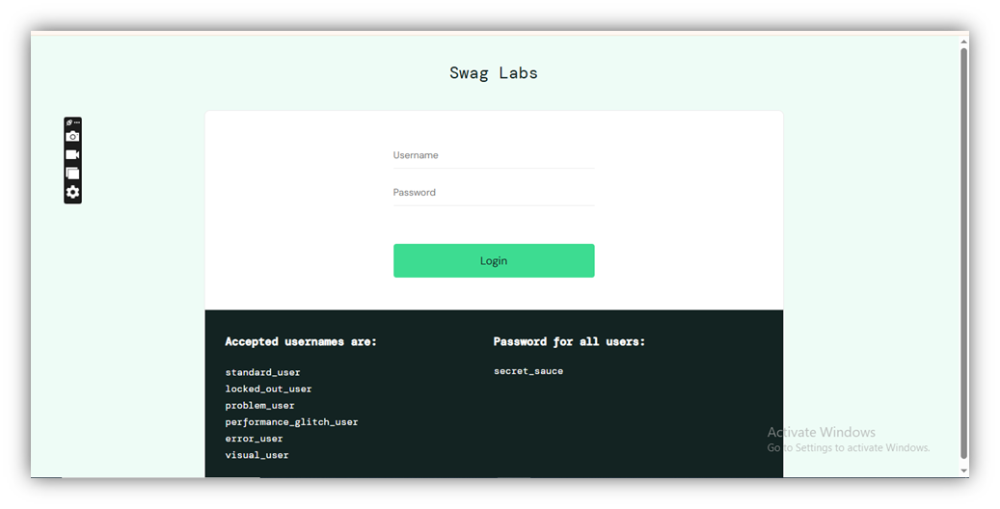 Swag Labs
Username
Password
Login
Accepted usernames are:
standard_user
locked_out_user
problem_user
performance_glitch_user
error_user
visual_user
Password for all users:
secret_sauce
Activate Windows
Go to Settings to activate Windows.